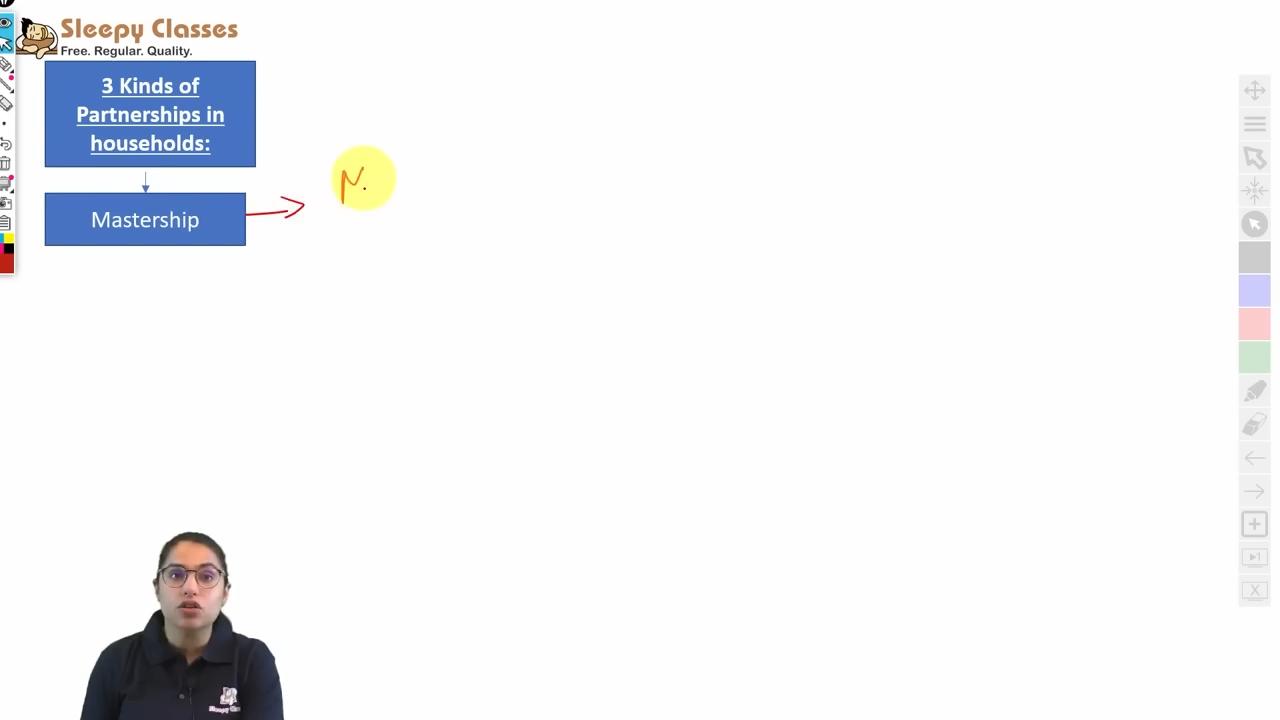 Sleepy Classes
Free. Regular. Quality.
3 Kinds of
Partnerships in
households:
Mastership